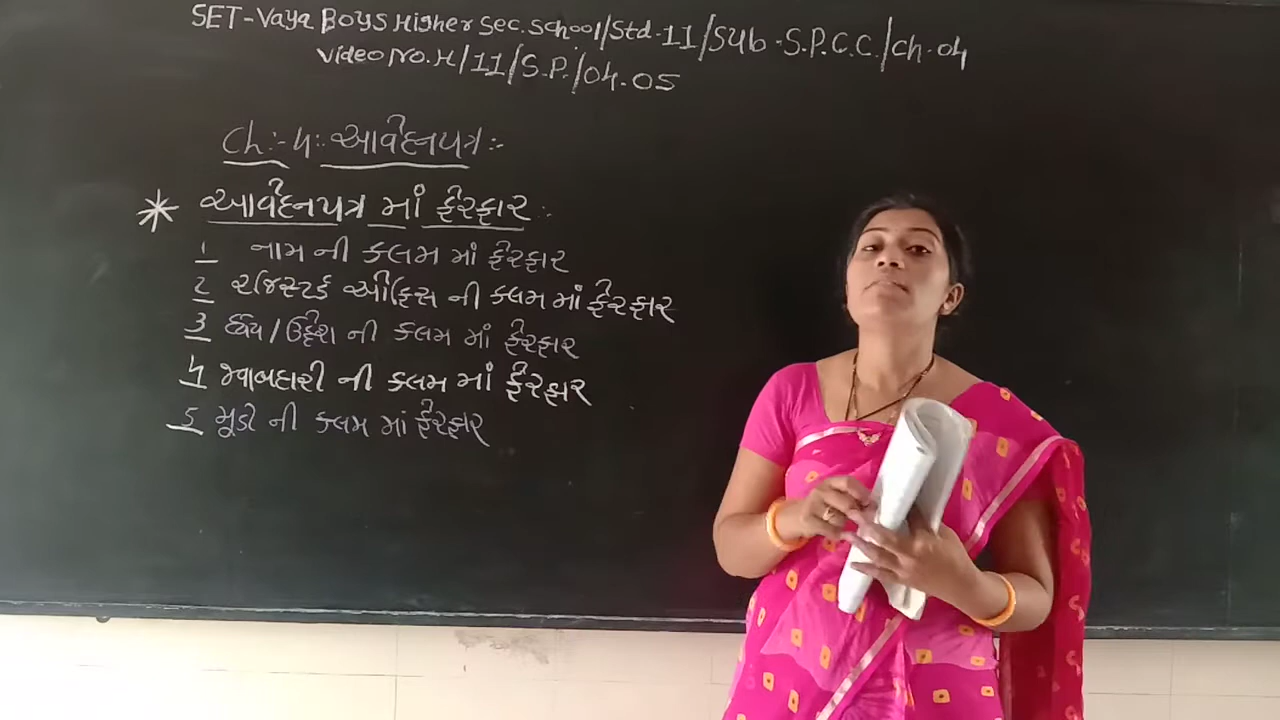 SET-Vaya Boys Higher Sec. School/Std-11/Sub-S.P.C.C./Ch-04
Video No. H/11/S.P./04.05
Ch:-4:- આવેદનપત્ર:-
* આવેદનપત્ર માં ફેરફાર :-
1 નામ ની કલમ માં ફેરફાર
2 રજિસ્ટર્ડ ઓફિસ ની કલમ માં ફેરફાર
3 ધ્યેય/ઉદ્દેશ ની કલમ માં ફેરફાર
4 જવાબદારી ની કલમ માં ફેરફાર
5 મૂડી ની કલમ માં ફેરફાર